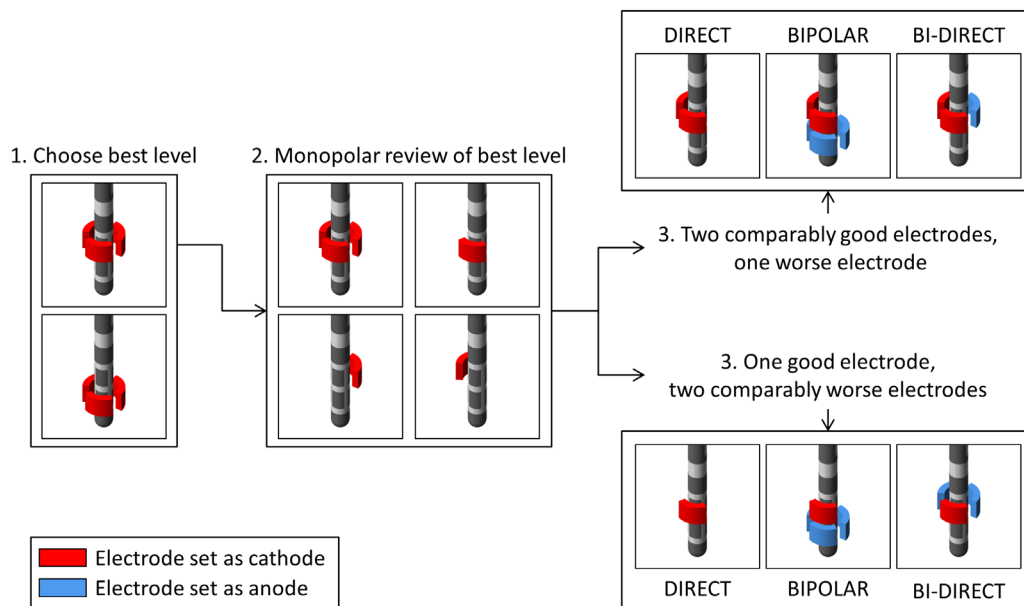 DIRECT
BIPOLAR
BI-DIRECT
1. Choose best level
2. Monopolar review of best level
3. Two comparably good electrodes,
one worse electrode
3. One good electrode,
two comparably worse electrodes
DIRECT
BIPOLAR
BI-DIRECT
Electrode set as cathode
Electrode set as anode